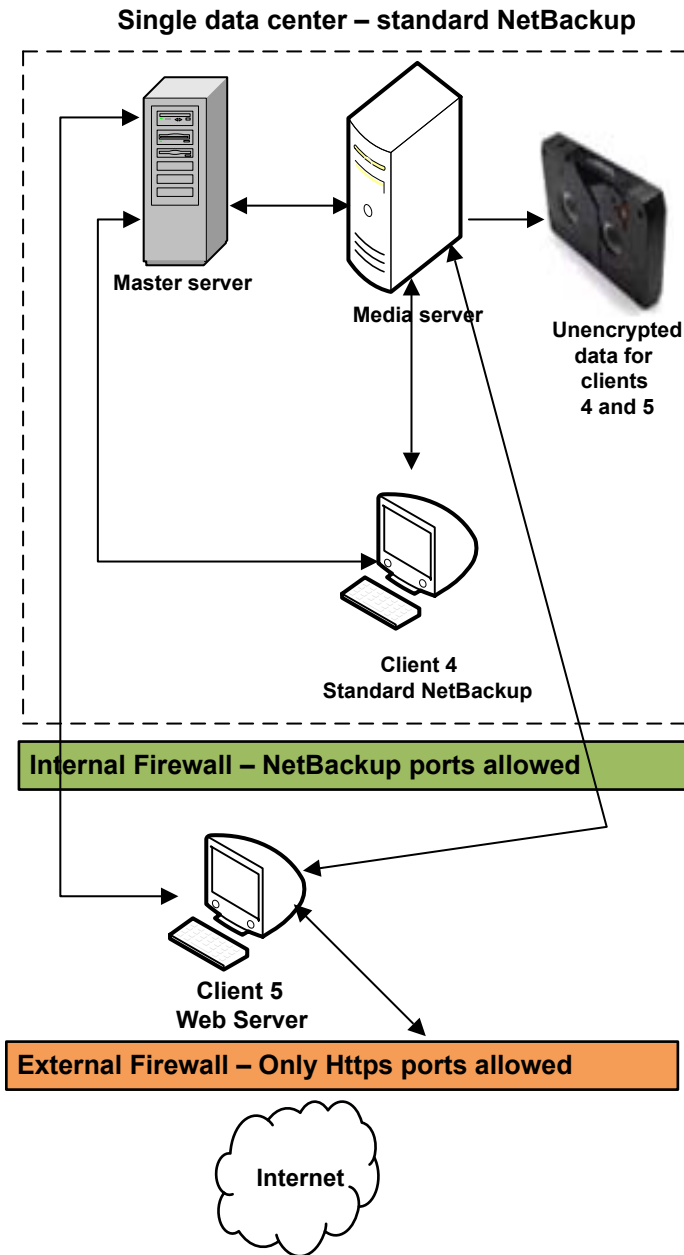 Single data center – standard NetBackup
Master server
Media server
Unencrypted
data for
clients
4 and 5
Client 4
Standard NetBackup
Internal Firewall – NetBackup ports allowed
Client 5
Web Server
External Firewall – Only Https ports allowed
Internet